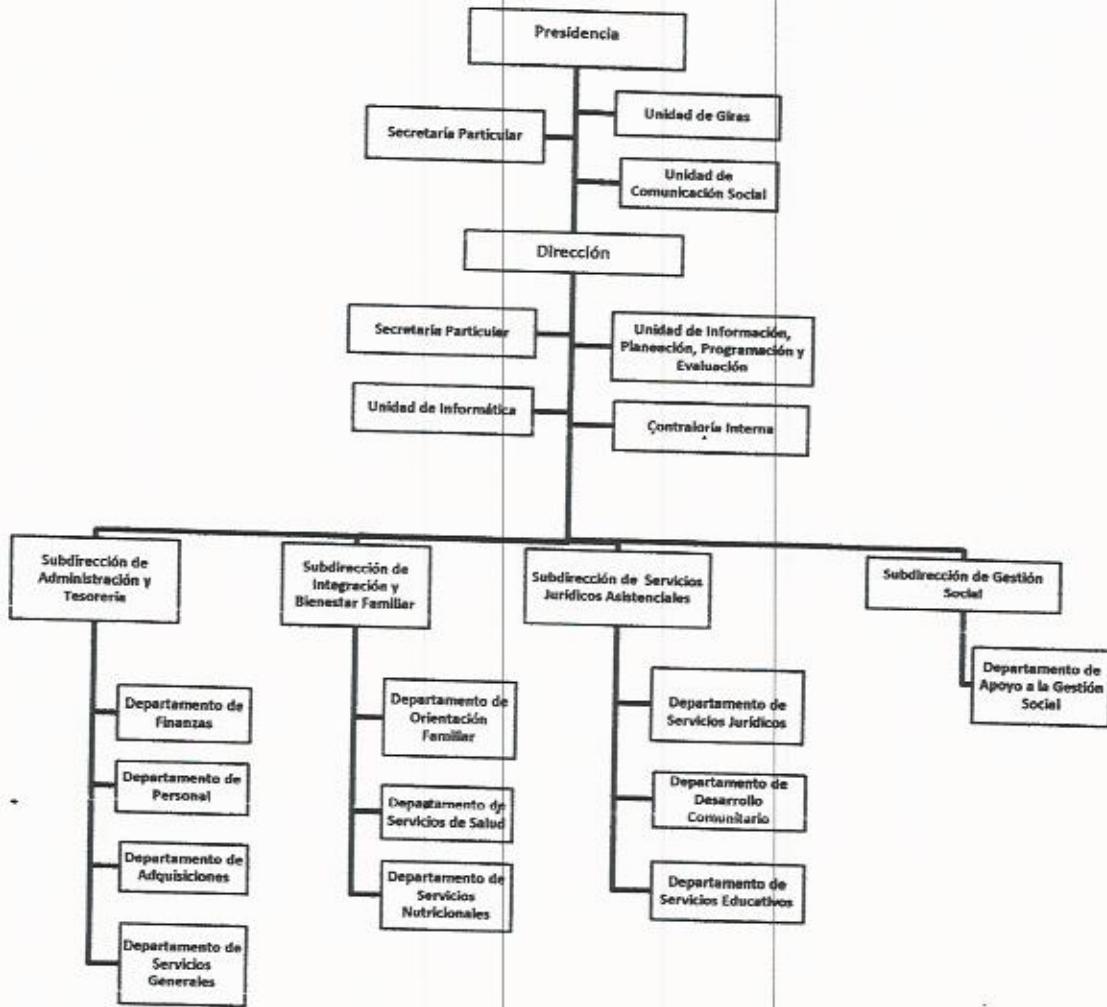 Presidencia
Unidad de Giras
Secretaría Particular
Unidad de
Comunicación Social
Dirección
Secretaría Particular
Unidad de Información,
Planeación, Programación y
Evaluación
Unidad de Informática
Contraloría Interna
Subdirección de
Administración y
Tesorería
Subdirección de
Integración y
Bienestar Familiar
Subdirección de Servicios
Jurídicos Asistenciales
Subdirección de Gestión
Social
Departamento de
Finanzas
Departamento de
Personal
Departamento de
Adquisiciones
Departamento de
Servicios
Generales
Departamento de
Orientación
Familiar
Departamento de
Servicios de Salud
Departamento de
Servicios
Nutricionales
Departamento de
Servicios Jurídicos
Departamento de
Desarrollo
Comunitario
Departamento de
Servicios Educativos
Departamento de
Apoyo a la Gestión
Social